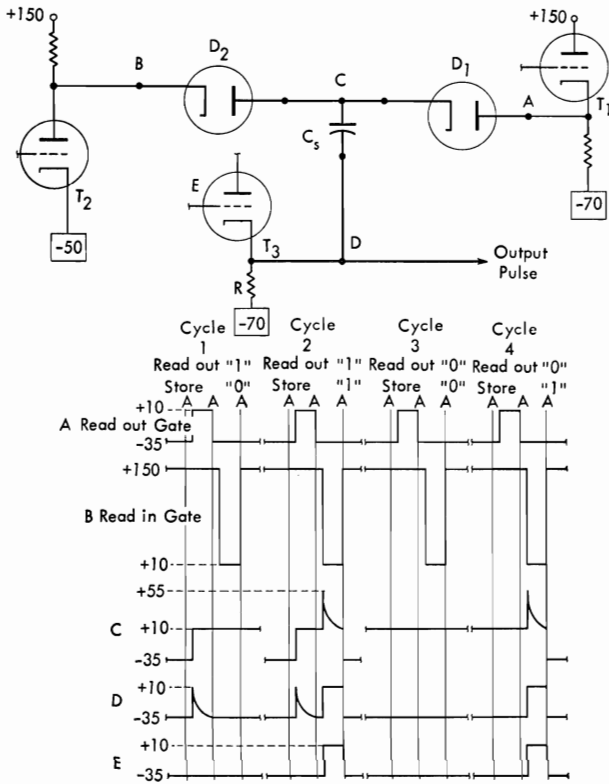 +150
+150
B
D2
C
D1
A
T1
Cs
T2
E
-50
T3
D
Output
Pulse
R
-70
-70
Cycle 1
Cycle 2
Cycle 3
Cycle 4
Read out "1"
Read out "1"
Read out "0"
Read out "0"
Store "0"
Store "1"
Store "0"
Store "1"
A A A
A A A
A A A
A A A
+10
A Read out Gate
-35
+150
B Read in Gate
+10
+55
C
+10
-35
+10
D
-35
+10
E
-35